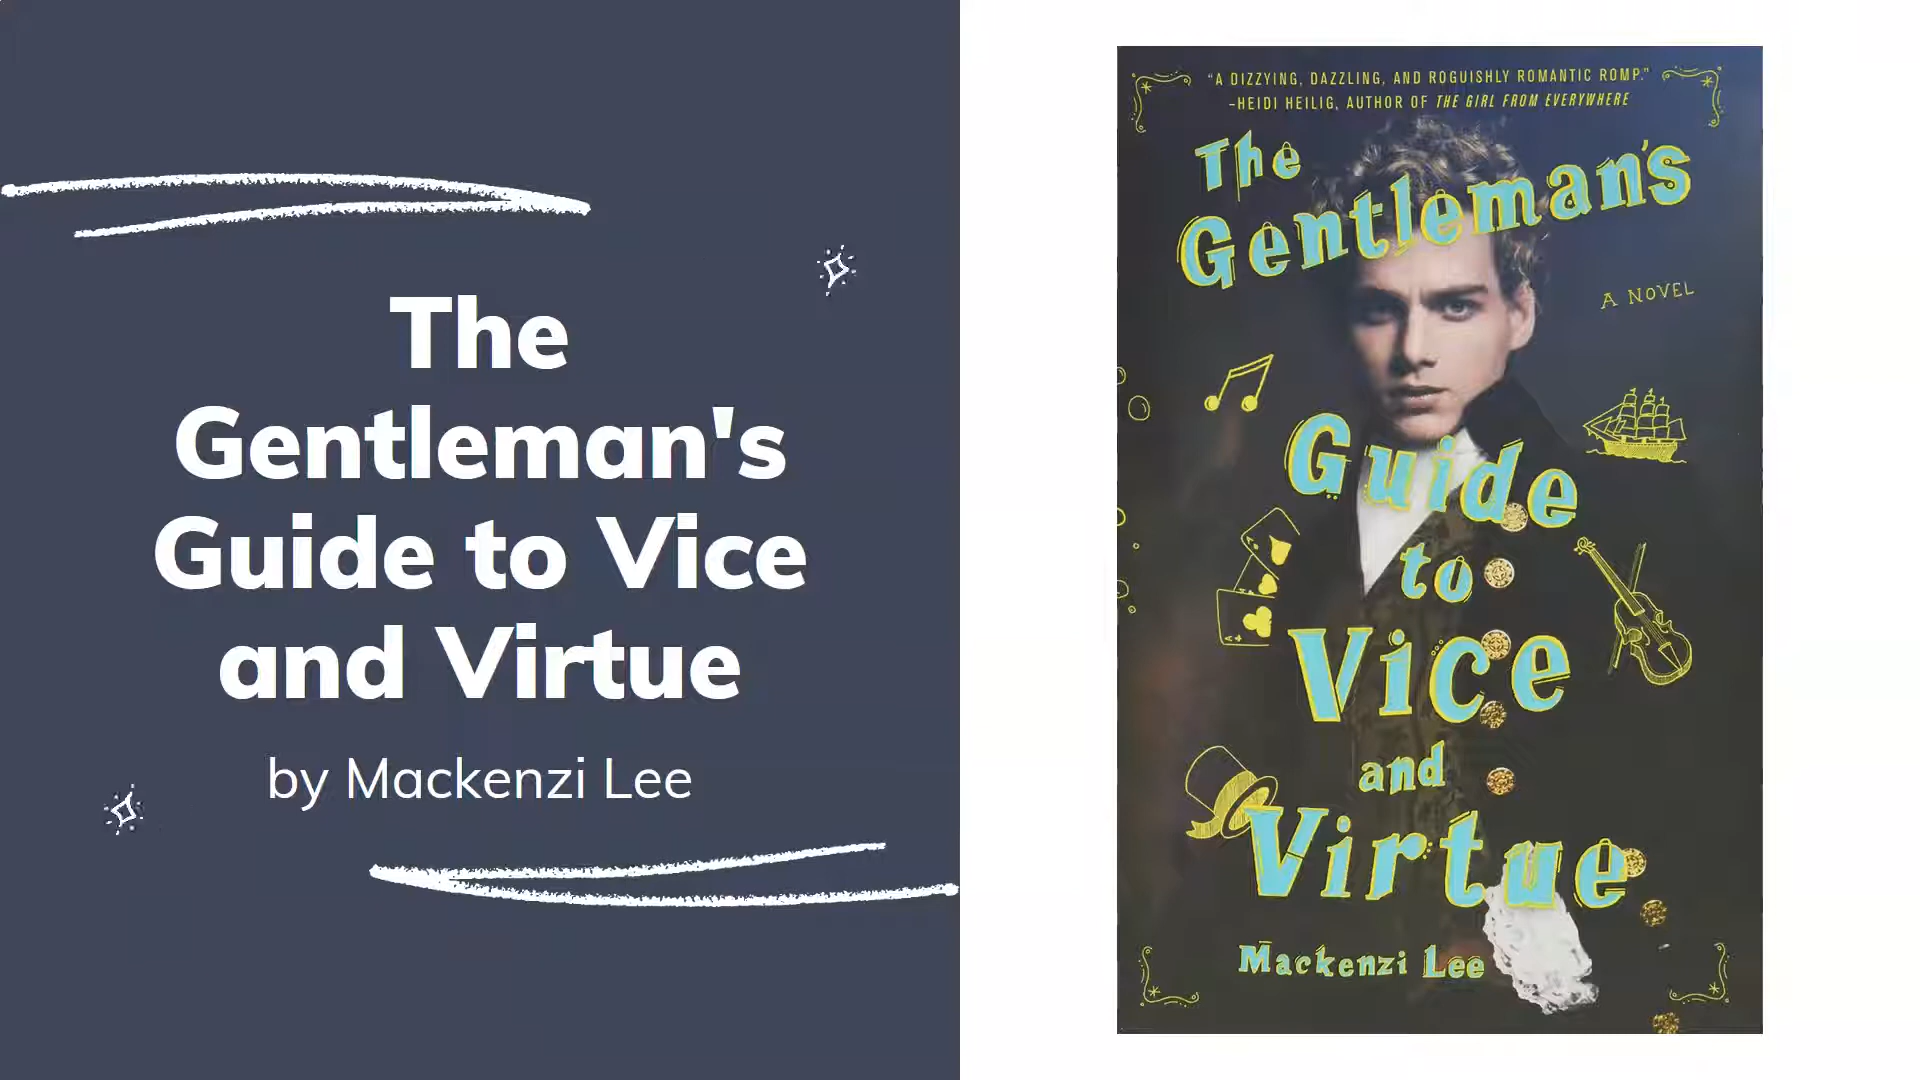 The
Gentleman's
Guide to Vice
and Virtue
by Mackenzi Lee
"A DIZZYING, DAZZLING, AND ROGUISHLY ROMANTIC ROMP."
–HEIDI HEILIG, AUTHOR OF THE GIRL FROM EVERYWHERE
The
Gentleman's
A NOVEL
Guide
to
Vice
and
Virtue
Mackenzi Lee